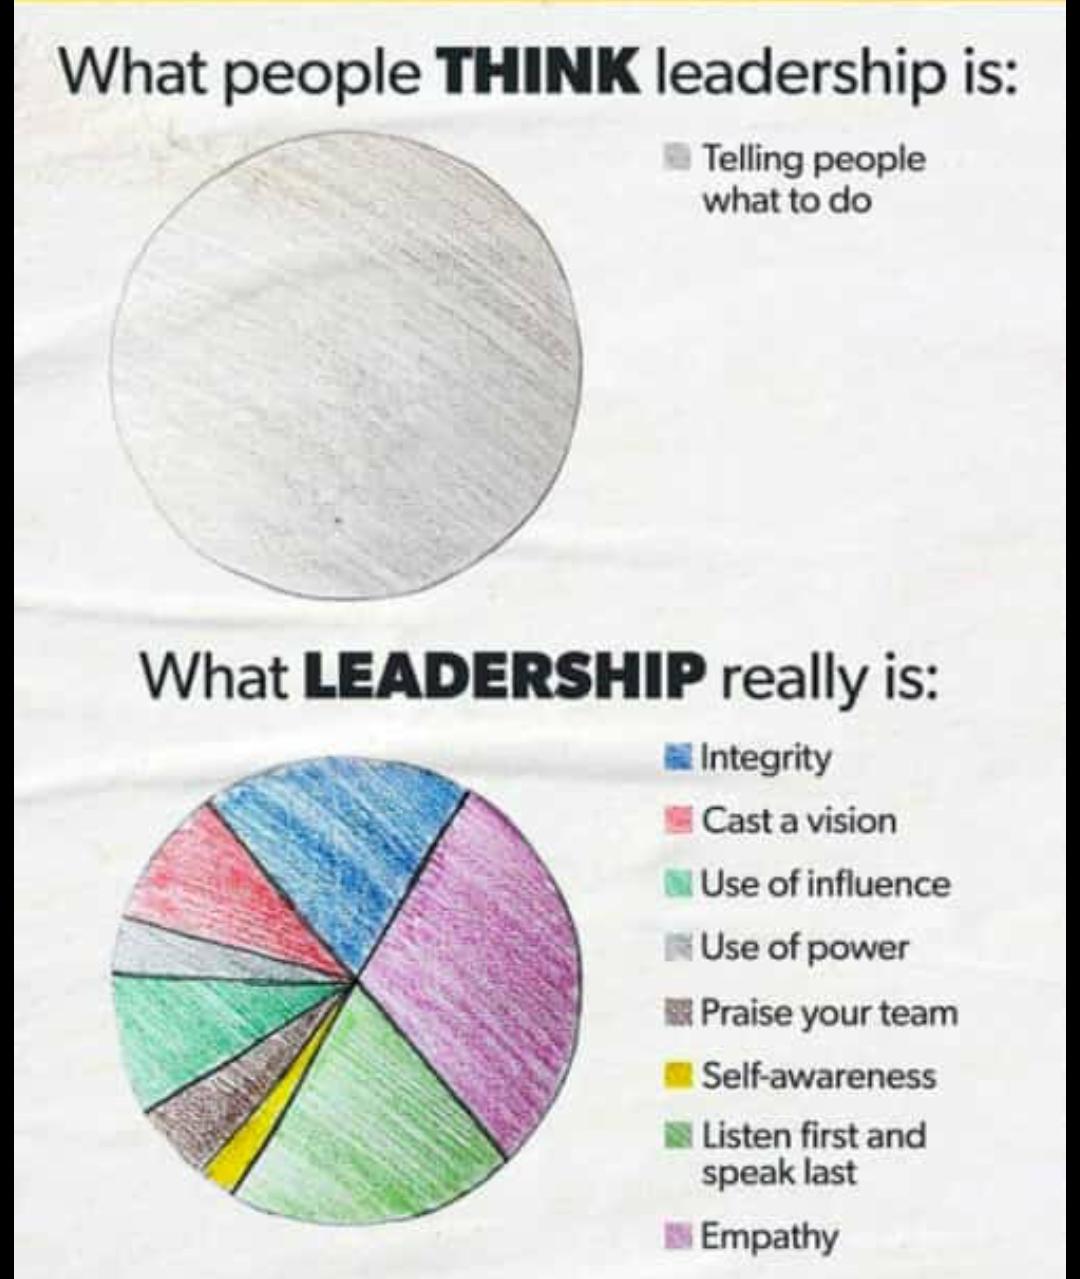 What people THINK leadership is:
Telling people
what to do
What LEADERSHIP really is:
Integrity
Cast a vision
Use of influence
Use of power
Praise your team
Self-awareness
Listen first and
speak last
Empathy